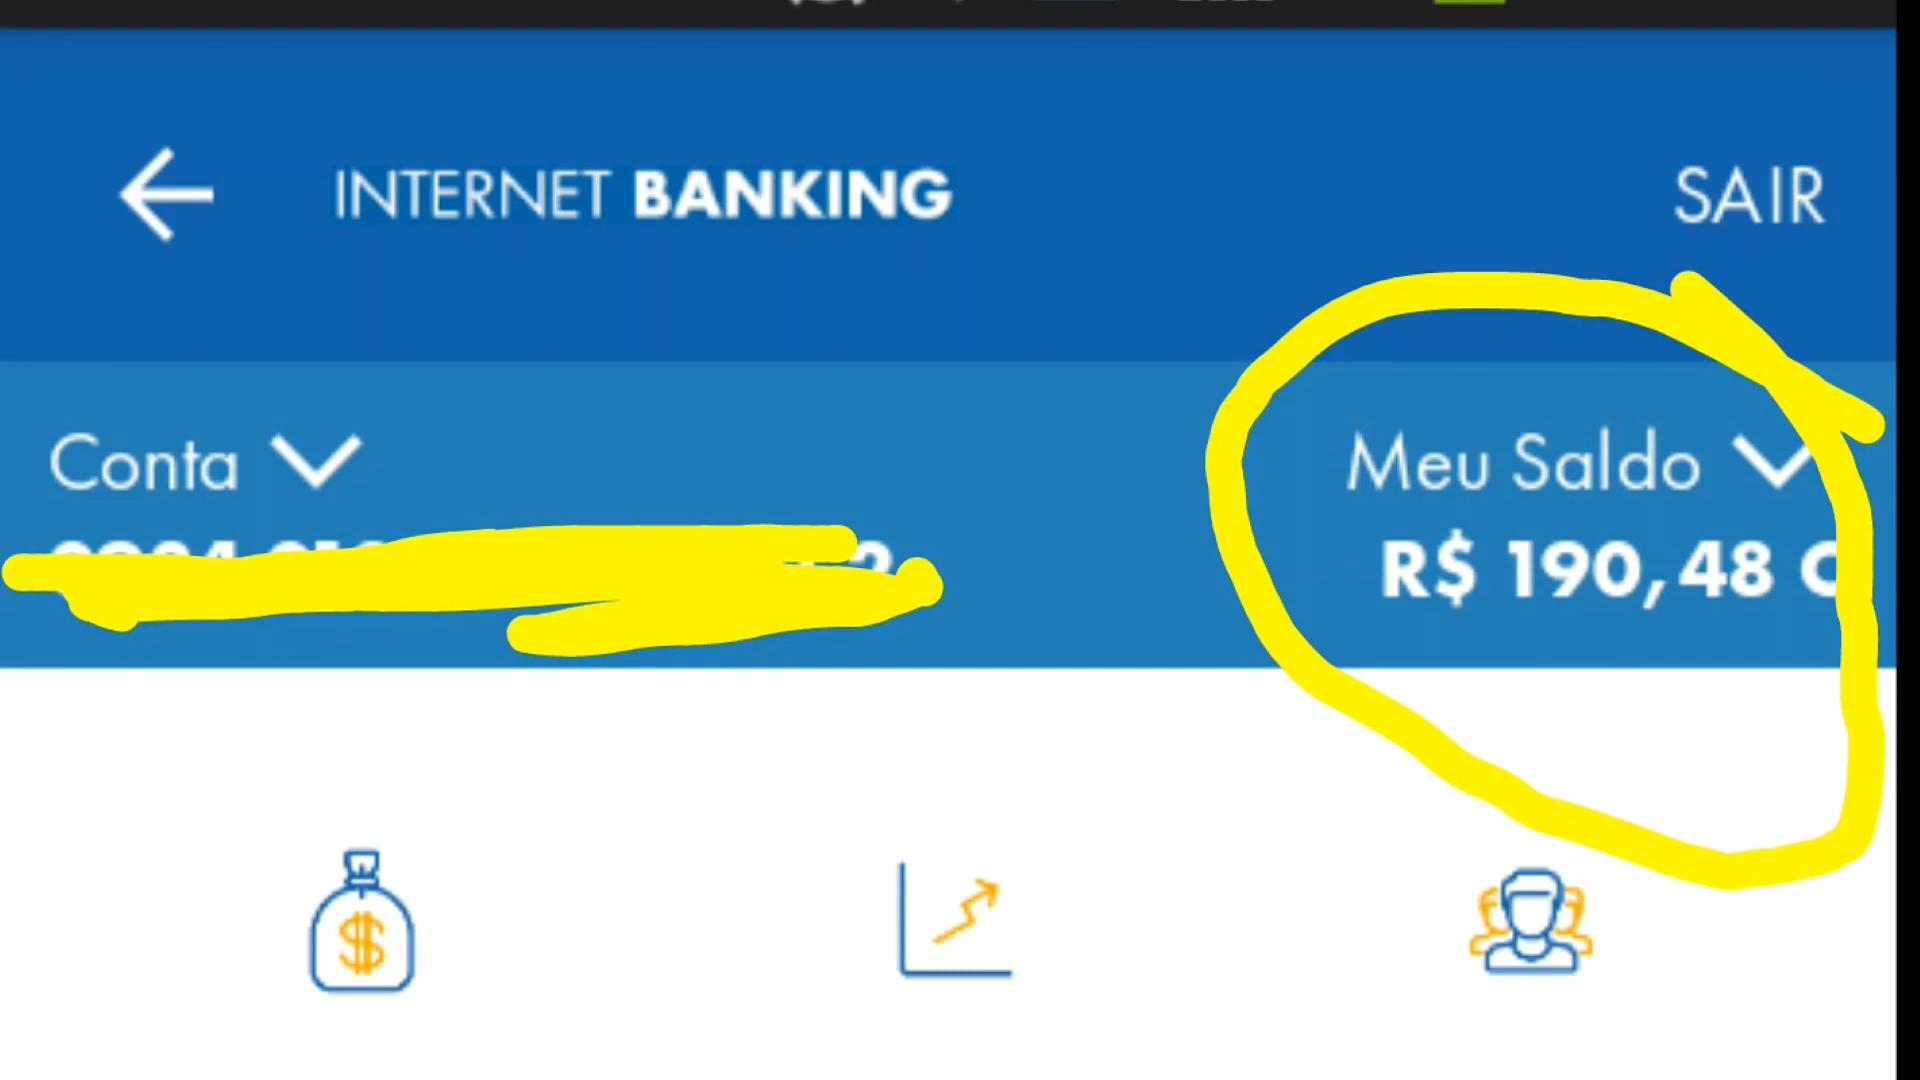 INTERNET BANKING
SAIR
Conta
Meu Saldo
R$ 190,48 C
$